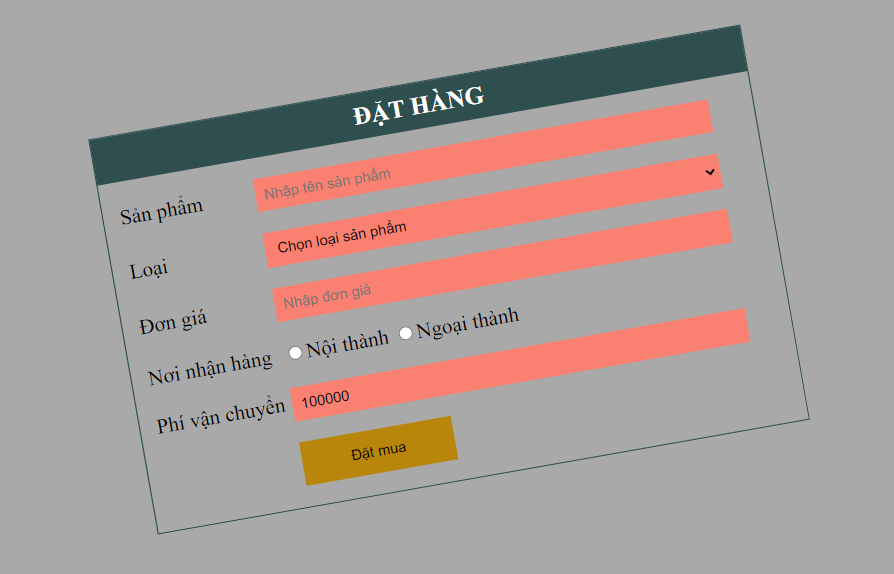 ĐẶT HÀNG
Sản phẩm Nhập tên sản phẩm
Loại Chọn loại sản phẩm
Đơn giá Nhập đơn giá
Nơi nhận hàng Nội thành Ngoại thành
Phí vận chuyển 100000
Đặt mua